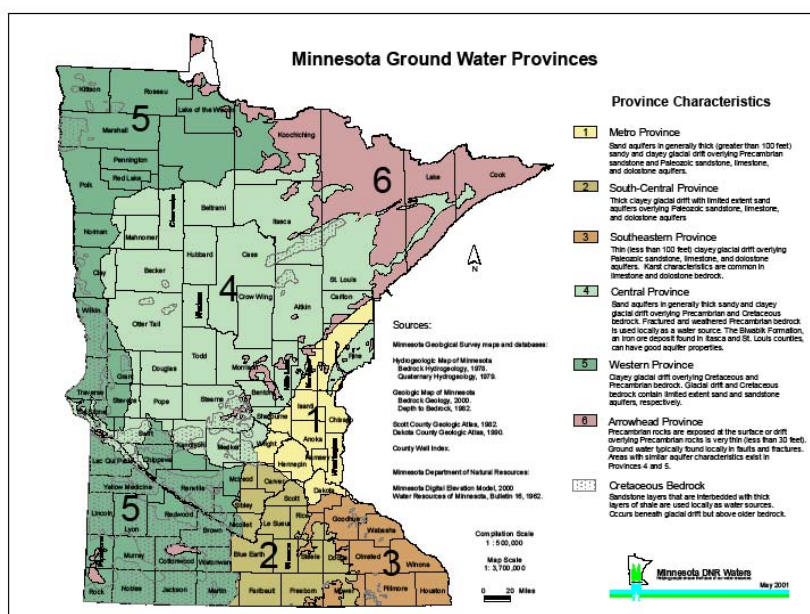 Minnesota Ground Water Provinces
Province Characteristics
1 Metro Province
Sand aquifers in generally thick (greater than 100 feet)
sandy and clayey glacial drift overlying Precambrian
sandstone and Paleozoic sandstone, limestone,
and dolostone aquifers.
2 South-Central Province
Thick clayey glacial drift with limited extent sand
aquifers overlying Paleozoic sandstone, limestone,
and dolostone aquifers
3 Southeastern Province
Thin (less than 100 feet) clayey glacial drift overlying
Paleozoic sandstone, limestone, and dolostone
aquifers. Karst characteristics are common in
limestone and dolostone bedrock.
4 Central Province
Sand aquifers in generally thick sandy and clayey
glacial drift overlying Precambrian and Cretaceous
bedrock. Fractured and weathered Precambrian bedrock
is used locally as a water source. The Biwabik Formation,
an iron ore deposit found in Itasca and St. Louis counties,
can have good aquifer properties.
5 Western Province
Clayey glacial drift overlying Cretaceous and
Precambrian bedrock. Glacial drift and Cretaceous
bedrock contain limited extent sand and sandstone
aquifers, respectively.
6 Arrowhead Province
Precambrian rocks are exposed at the surface or drift
overlying Precambrian rocks is very thin (less than 30 feet).
Ground water typically found locally in faults and fractures.
Areas with similar aquifer characteristics exist in
Provinces 4 and 5.
Cretaceous Bedrock
Sandstone layers that are interbedded with thick
layers of shale are used locally as water sources.
Occurs beneath glacial drift but above older bedrock.
Kittson
Roseau
Lake of the Woods
5
Marshall
Koochiching
Pennington
Red Lake
Polk
6
Lake
Cook
Beltrami
Clearwater
Itasca
Norman
Mahnomen
Hubbard
Cass
Clay
Becker
4
St. Louis
Wadena
Crow Wing
Aitkin
Carlton
Wilkin
Otter Tail
Pine
Todd
Grant
Douglas
Morrison
Mille Lacs
Traverse
Stevens
Pope
Stearns
Benton
Isanti
Sherburne
Chisago
1
Swift
Kandiyohi
Meeker
Wright
Anoka
Ramsey
Washington
Lac Qui Parle
Chippewa
Hennepin
Yellow Medicine
Renville
McLeod
Carver
Scott
Dakota
5
Lincoln
Lyon
Redwood
Sibley
Nicollet
Le Sueur
Rice
Goodhue
Wabasha
Brown
Murray
Cottonwood
Watonwan
Blue Earth
2
Waseca
Steele
Dodge
Olmsted
3
Winona
Rock
Nobles
Jackson
Martin
Faribault
Freeborn
Mower
Fillmore
Houston
N
Sources:
Minnesota Geological Survey maps and databases:
Hydrogeologic Map of Minnesota
Bedrock Hydrogeology, 1978.
Quaternary Hydrogeology, 1979.
Geologic Map of Minnesota
Bedrock Geology, 2000.
Depth to Bedrock, 1982.
Scott County Geologic Atlas, 1982.
Dakota County Geologic Atlas, 1990.
County Well Index.
Minnesota Department of Natural Resources:
Minnesota Digital Elevation Model, 2000
Water Resources of Minnesota, Bulletin 16, 1962.
Compilation Scale
1 : 500,000
Map Scale
1 : 3,700,000
0 20 Miles
Minnesota DNR Waters
May 2001